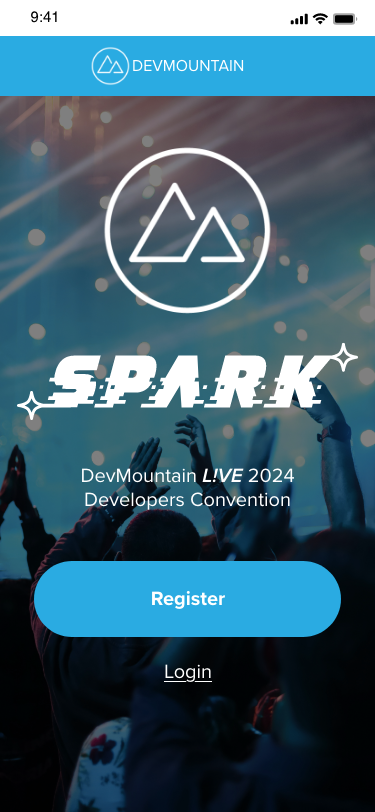 9:41
DEVMOUNTAIN
SPARK
DevMountain L!VE 2024
Developers Convention
Register
Login